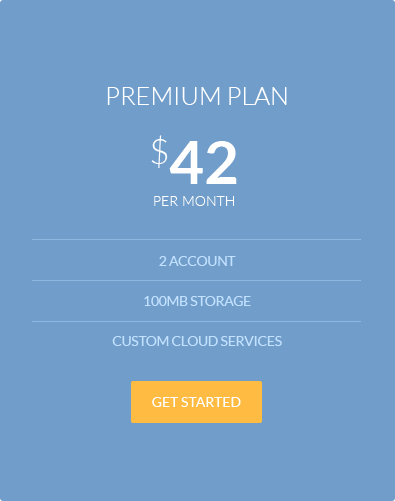 PREMIUM PLAN
$42
PER MONTH
2 ACCOUNT
100MB STORAGE
CUSTOM CLOUD SERVICES
GET STARTED